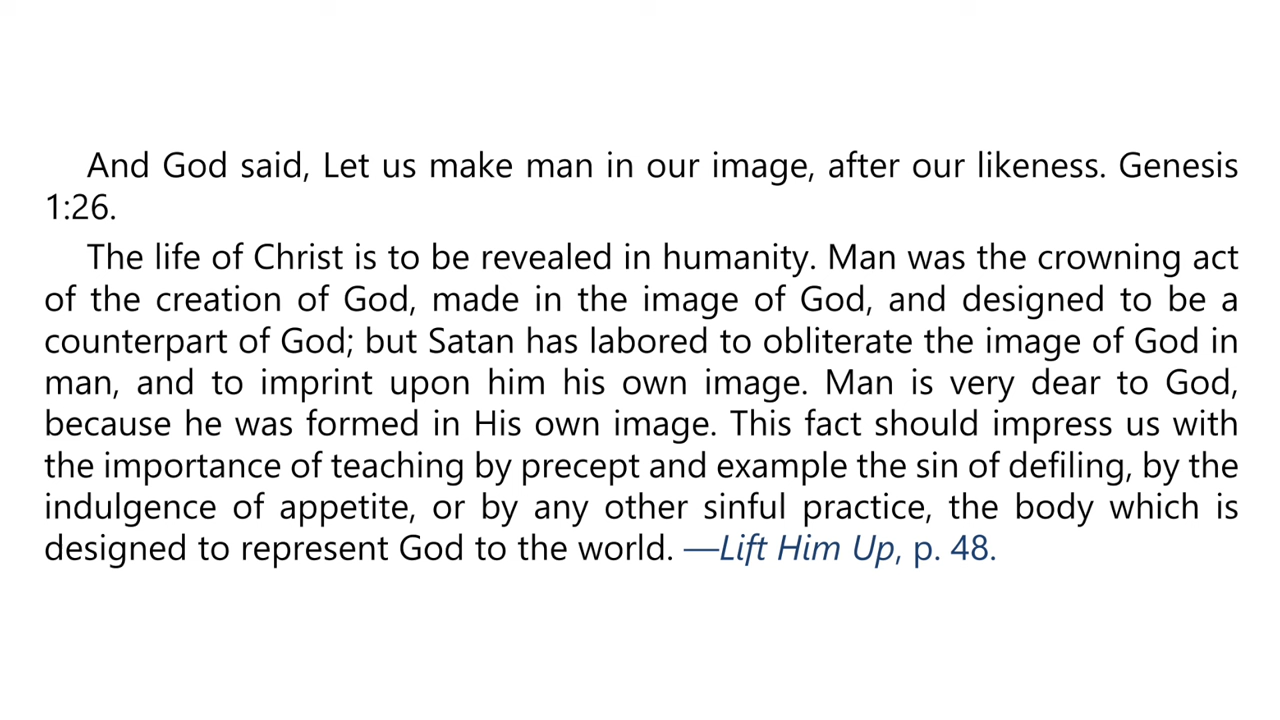 And God said, Let us make man in our image, after our likeness. Genesis
1:26.
The life of Christ is to be revealed in humanity. Man was the crowning act
of the creation of God, made in the image of God, and designed to be a
counterpart of God; but Satan has labored to obliterate the image of God in
man, and to imprint upon him his own image. Man is very dear to God,
because he was formed in His own image. This fact should impress us with
the importance of teaching by precept and example the sin of defiling, by the
indulgence of appetite, or by any other sinful practice, the body which is
designed to represent God to the world. —Lift Him Up, p. 48.